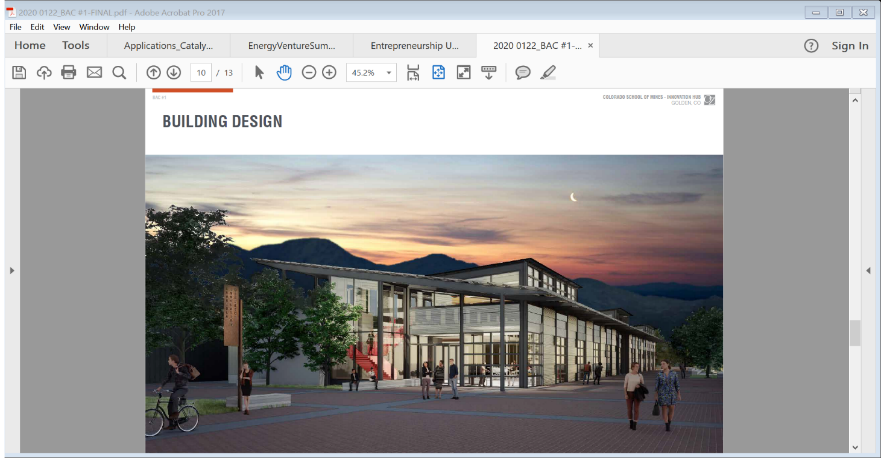 2020 0122_BAC #1-FINAL.pdf - Adobe Acrobat Pro 2017
File Edit View Window Help
Home Tools Applications_Cataly... EnergyVentureSum... Entrepreneurship U... 2020 0122_BAC #1-... × ? Sign In
10 / 13 45.2%
COLORADO SCHOOL OF MINES - INNOVATION HUB
GOLDEN, CO
BUILDING DESIGN